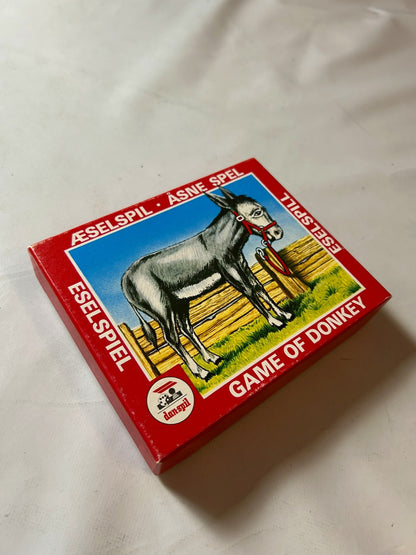 ÆSELSPIL · ÅSNE SPEL
ESELSPILL
ESELSPIEL
GAME OF DONKEY
danspil